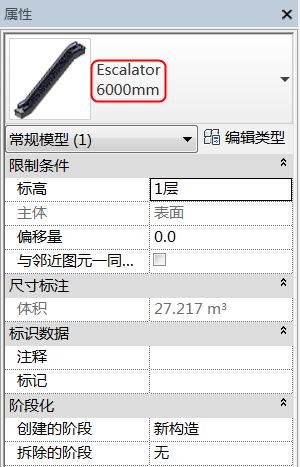 属性
Escalator
6000mm
常规模型 (1)
编辑类型
限制条件
标高 1层
主体 表面
偏移量 0.0
与邻近图元一同...
尺寸标注
体积 27.217 m³
标识数据
注释
标记
阶段化
创建的阶段 新构造
拆除的阶段 无